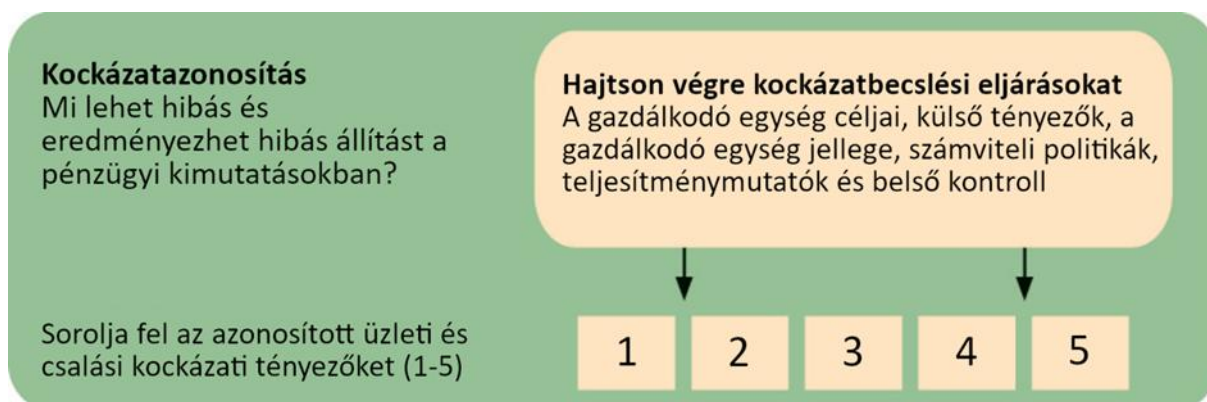 Kockázatazonosítás
Mi lehet hibás és
eredményezhet hibás állítást a
pénzügyi kimutatásokban?
Hajtson végre kockázatbecslési eljárásokat
A gazdálkodó egység céljai, külső tényezők, a
gazdálkodó egység jellege, számviteli politikák,
teljesítménymutatók és belső kontroll
Sorolja fel az azonosított üzleti és
csalási kockázati tényezőket (1-5)
1 2 3 4 5